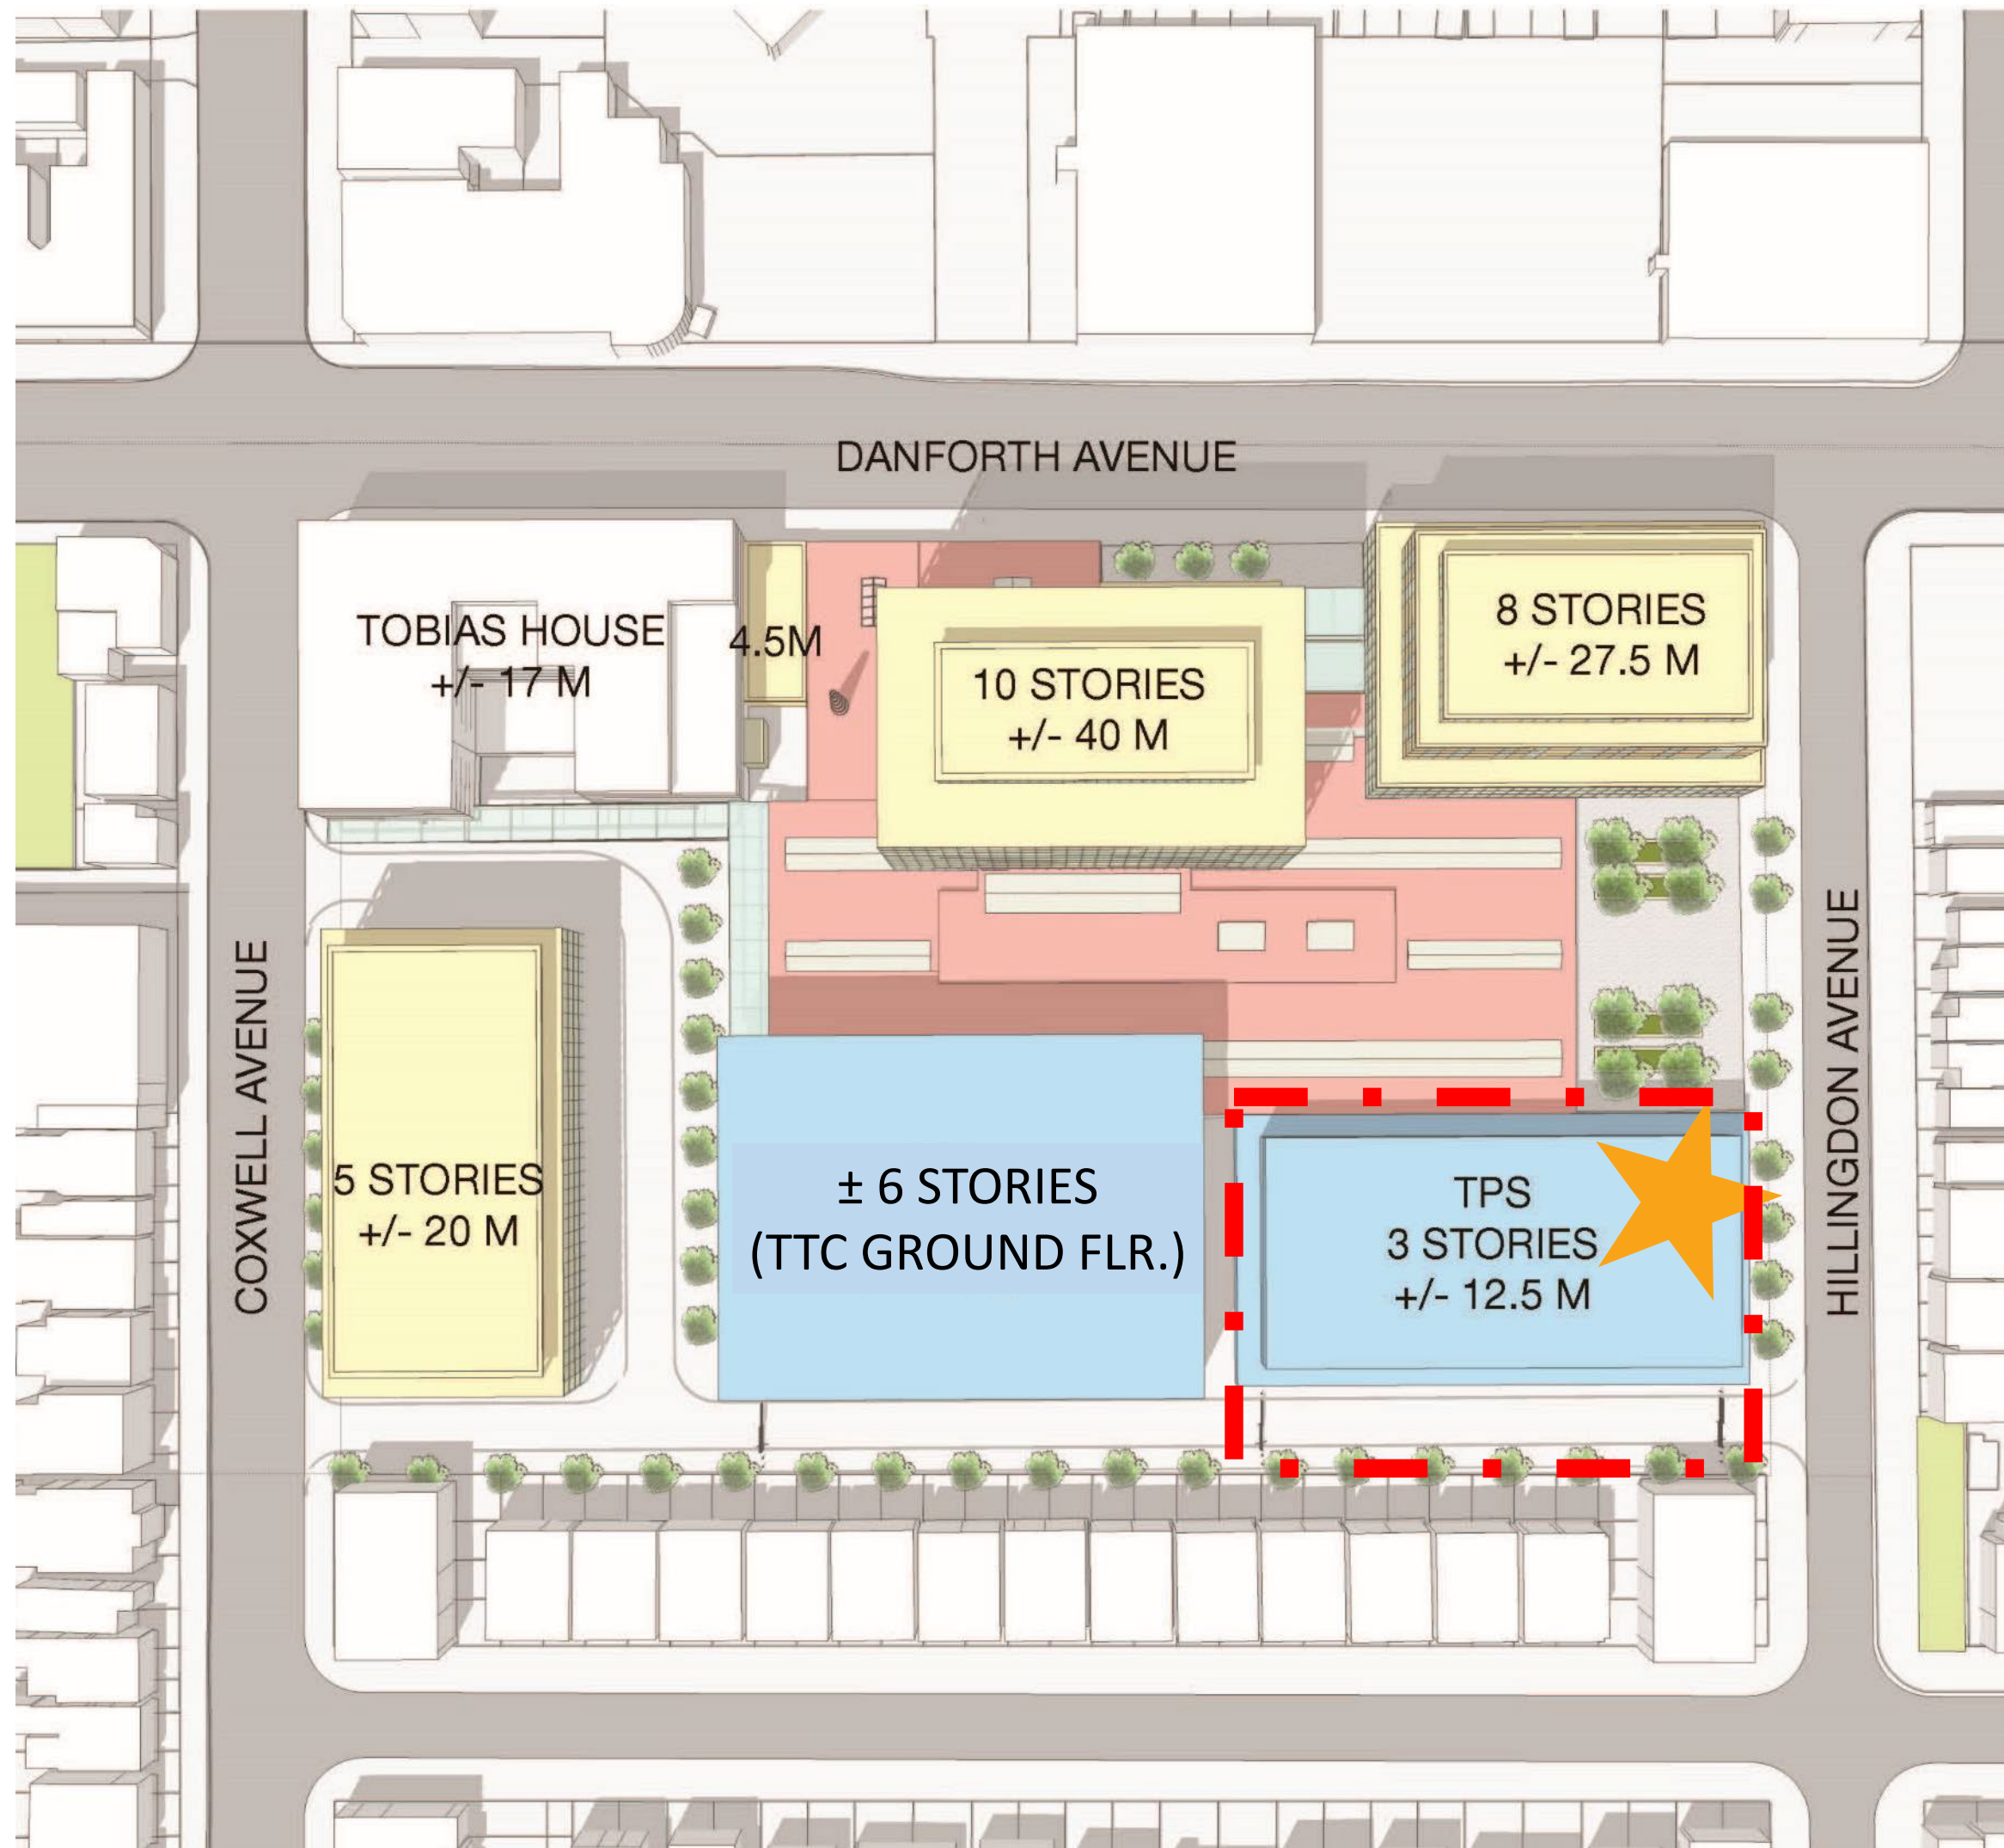 DANFORTH AVENUE
TOBIAS HOUSE
+/- 17 M
4.5M
10 STORIES
+/- 40 M
8 STORIES
+/- 27.5 M
COXWELL AVENUE
HILLINGDON AVENUE
5 STORIES
+/- 20 M
± 6 STORIES
(TTC GROUND FLR.)
TPS
3 STORIES
+/- 12.5 M